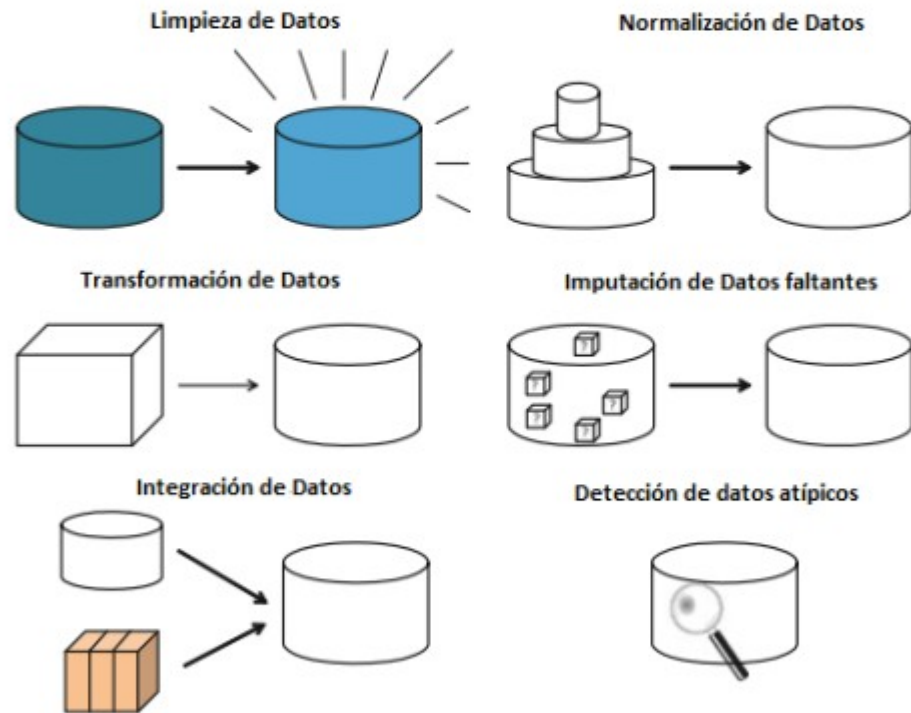 Limpieza de Datos
Normalización de Datos
Transformación de Datos
Imputación de Datos faltantes
? 
? 
? 
? 
? 
Integración de Datos
Detección de datos atípicos